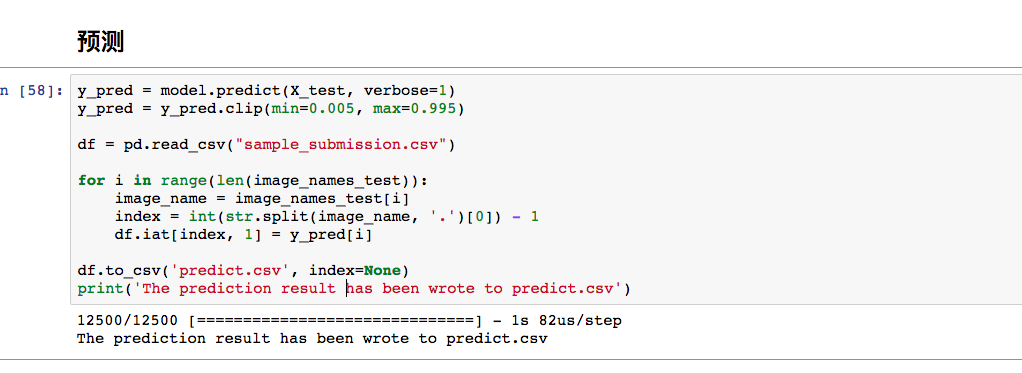 预测
n [58]:
y_pred = model.predict(X_test, verbose=1)
y_pred = y_pred.clip(min=0.005, max=0.995)
df = pd.read_csv("sample_submission.csv")
for i in range(len(image_names_test)):
    image_name = image_names_test[i]
    index = int(str.split(image_name, '.')[0]) - 1
    df.iat[index, 1] = y_pred[i]
df.to_csv('predict.csv', index=None)
print('The prediction result has been wrote to predict.csv')
12500/12500 [==============================] - 1s 82us/step
The prediction result has been wrote to predict.csv